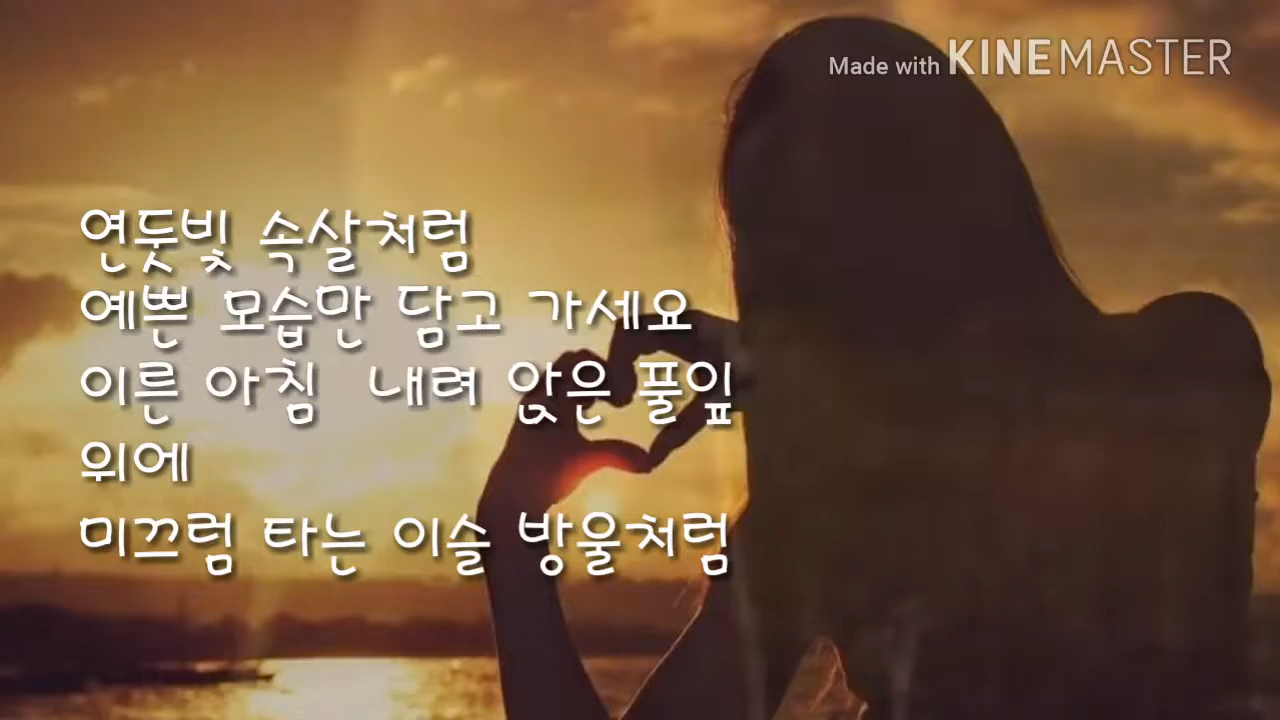 Made with KINEMASTER
연둣빛 속살처럼
예쁜 모습만 담고 가세요
이른 아침 내려 앉은 풀잎
위에
미끄럼 타는 이슬 방울처럼